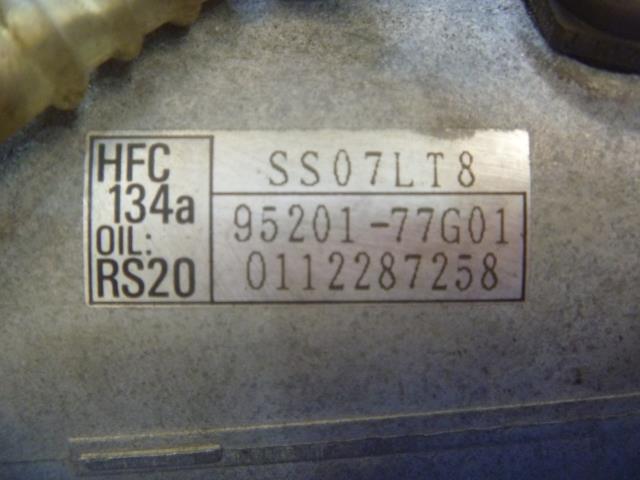 HFC
134a
OIL:
RS20
SS07LT8
95201-77G01
0112287258